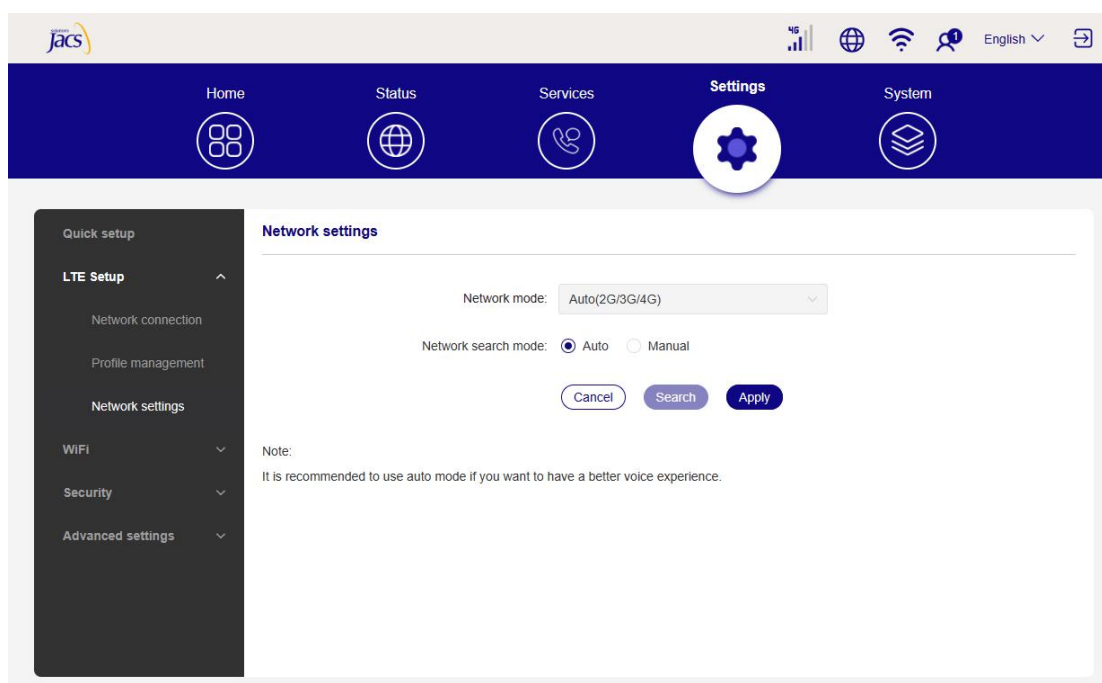 Jacs
4G
1
English
Home
Status
Services
Settings
System
Quick setup
LTE Setup
Network connection
Profile management
Network settings
WiFi
Security
Advanced settings
Network settings
Network mode: Auto(2G/3G/4G)
Network search mode: Auto Manual
Cancel Search Apply
Note:
It is recommended to use auto mode if you want to have a better voice experience.